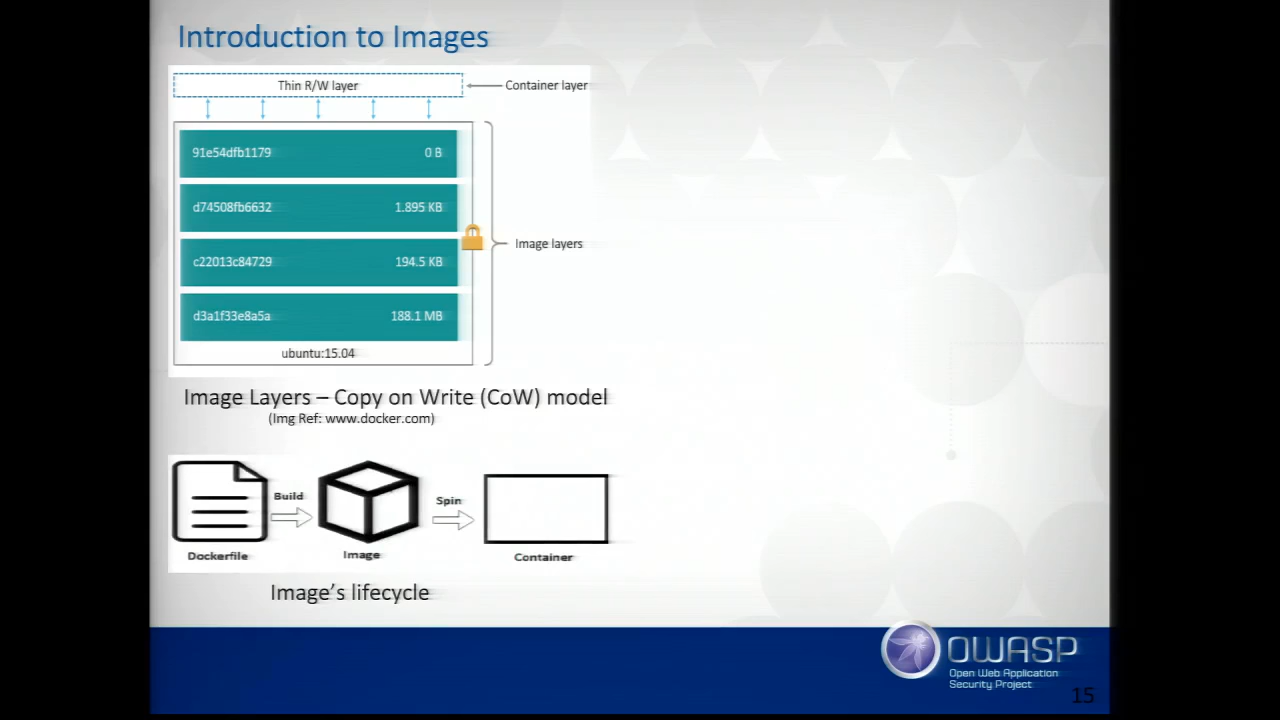 Introduction to Images
Thin R/W layer
Container layer
91e54dfb1179 0 B
d74508fb6632 1.895 KB
c22013c84729 194.5 KB
Image layers
d3a1f33e8a5a 188.1 MB
ubuntu:15.04
Image Layers – Copy on Write (CoW) model
(Img Ref: www.docker.com)
Build
Spin
Dockerfile
Image
Container
Image's lifecycle
OWASP
Open Web Application
Security Project
15